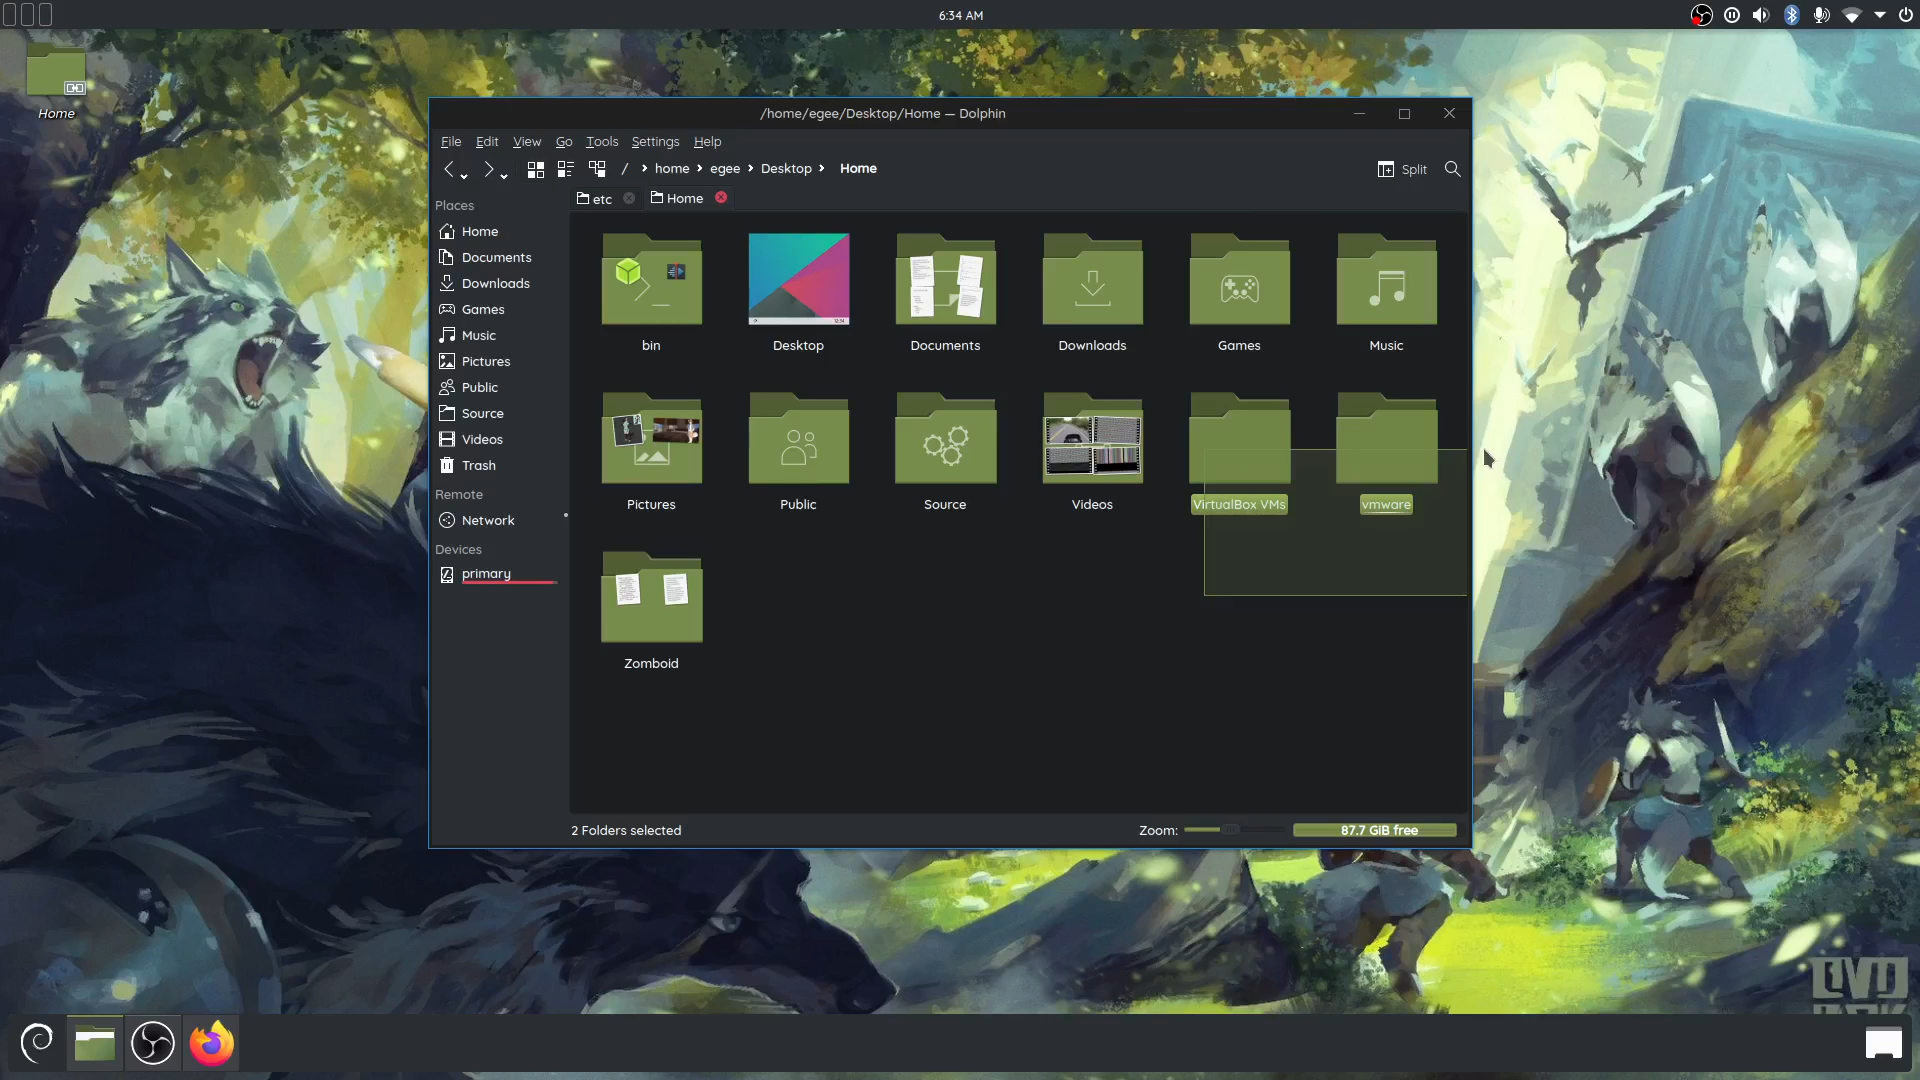 6:34 AM
Home
/home/egee/Desktop/Home — Dolphin
File Edit View Go Tools Settings Help
/ home egee Desktop Home
Split
etc
Home
Places
Home
Documents
Downloads
Games
Music
Pictures
Public
Source
Videos
Trash
Remote
Network
Devices
primary
bin Desktop Documents Downloads Games Music
Pictures Public Source Videos VirtualBox VMs vmware
Zomboid
2 Folders selected
Zoom:
87.7 GiB free